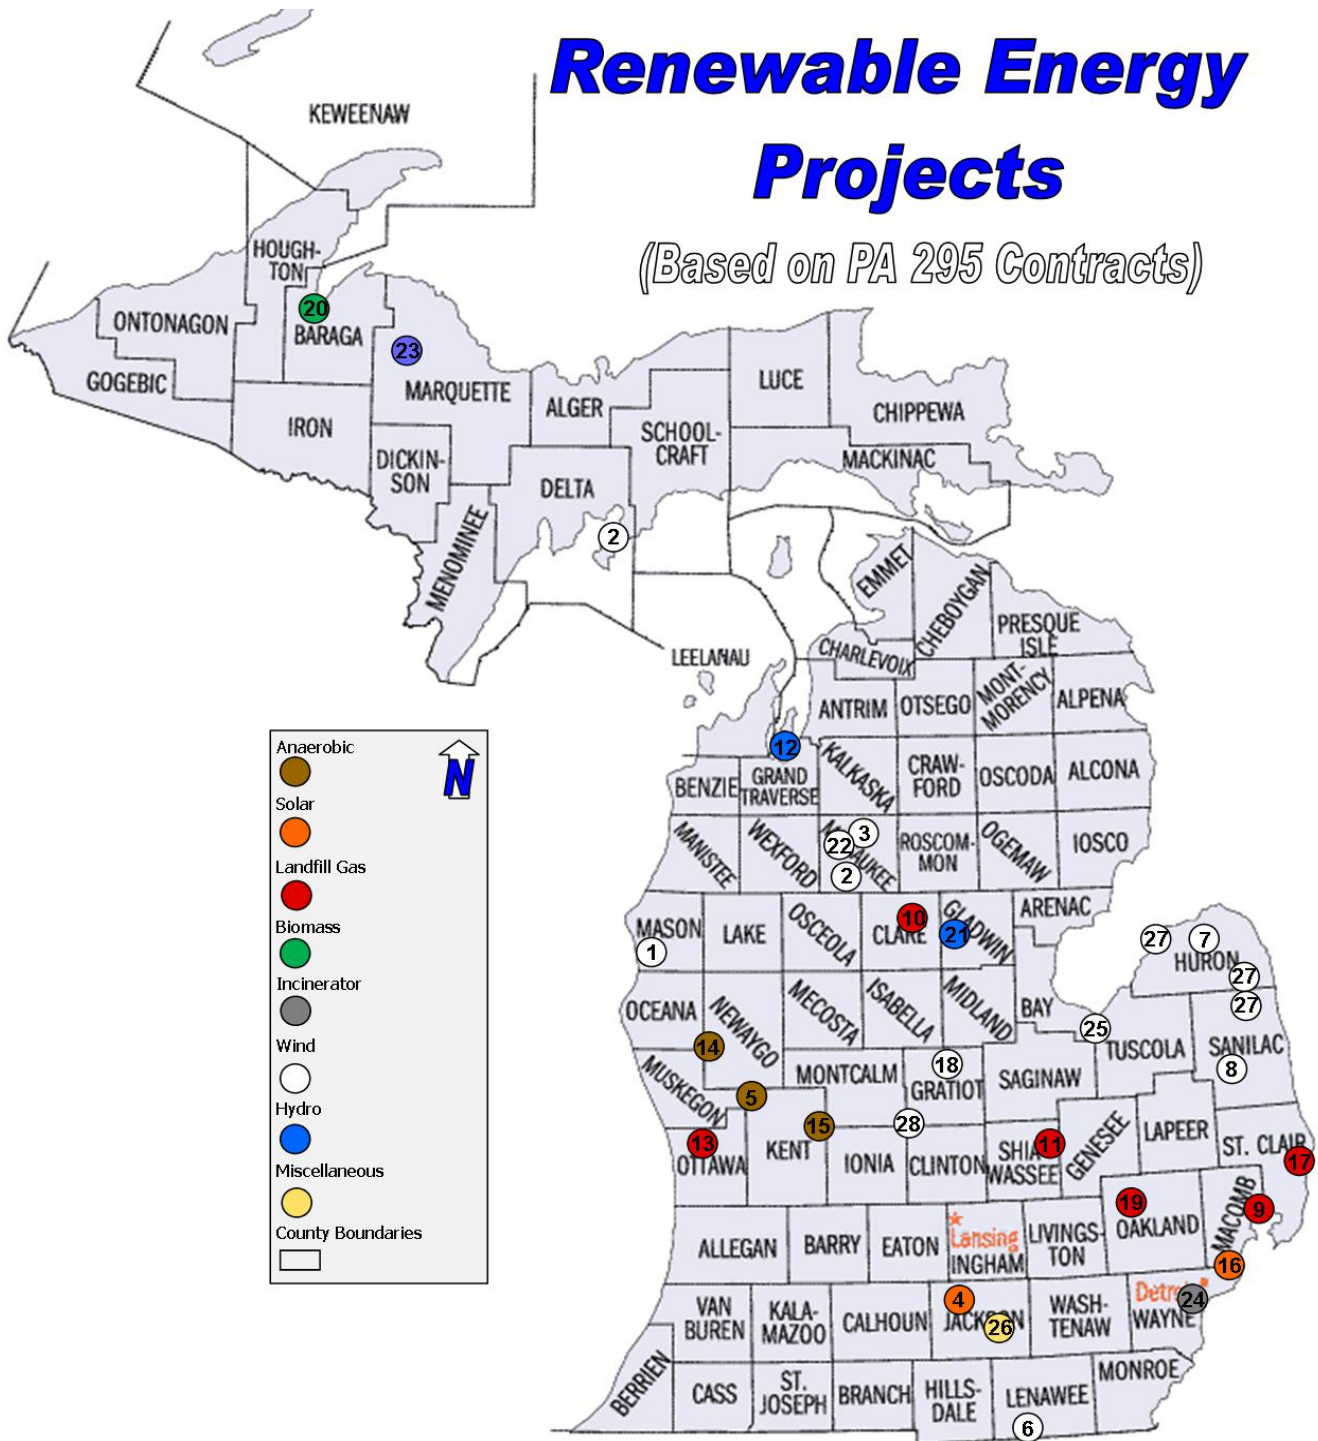 Renewable Energy
Projects
(Based on PA 295 Contracts)
KEWEENAW
HOUGH-
TON
20
BARAGA
ONTONAGON
GOGEBIC
23
MARQUETTE
IRON
ALGER
LUCE
CHIPPEWA
SCHOOL-
CRAFT
MACKINAC
DICKIN-
SON
DELTA
2
MENOMINEE
EMMET
CHEBOYGAN
PRESQUE
ISLE
LEELANAU
CHARLEVOIX
ANTRIM
OTSEGO
MONT-
MORENCY
ALPENA
12
BENZIE
GRAND
TRAVERSE
KALKASKA
CRAW-
FORD
OSCODA
ALCONA
MANISTEE
WEXFORD
3
22
2
ROSCOM-
MON
OGEMAW
IOSCO
MASON
1
LAKE
OSCEOLA
10
CLARE
21
GLADWIN
ARENAC
27
7
HURON
27
27
OCEANA
NEWAYGO
MECOSTA
ISABELLA
MIDLAND
BAY
25
TUSCOLA
SANILAC
8
14
MUSKEGON
5
MONTCALM
18
GRATIOT
SAGINAW
13
OTTAWA
KENT
15
IONIA
28
CLINTON
SHIA
WASSEE
11
GENESEE
LAPEER
ST. CLAIR
17
ALLEGAN
BARRY
EATON
Lansing
INGHAM
LIVINGS-
TON
19
OAKLAND
MACOMB
9
16
VAN
BUREN
KALA-
MAZOO
CALHOUN
4
JACKSON
26
WASH-
TENAW
Detroit
24
WAYNE
BERRIEN
CASS
ST.
JOSEPH
BRANCH
HILLS-
DALE
LENAWEE
6
MONROE
Anaerobic
N
Solar
Landfill Gas
Biomass
Incinerator
Wind
Hydro
Miscellaneous
County Boundaries